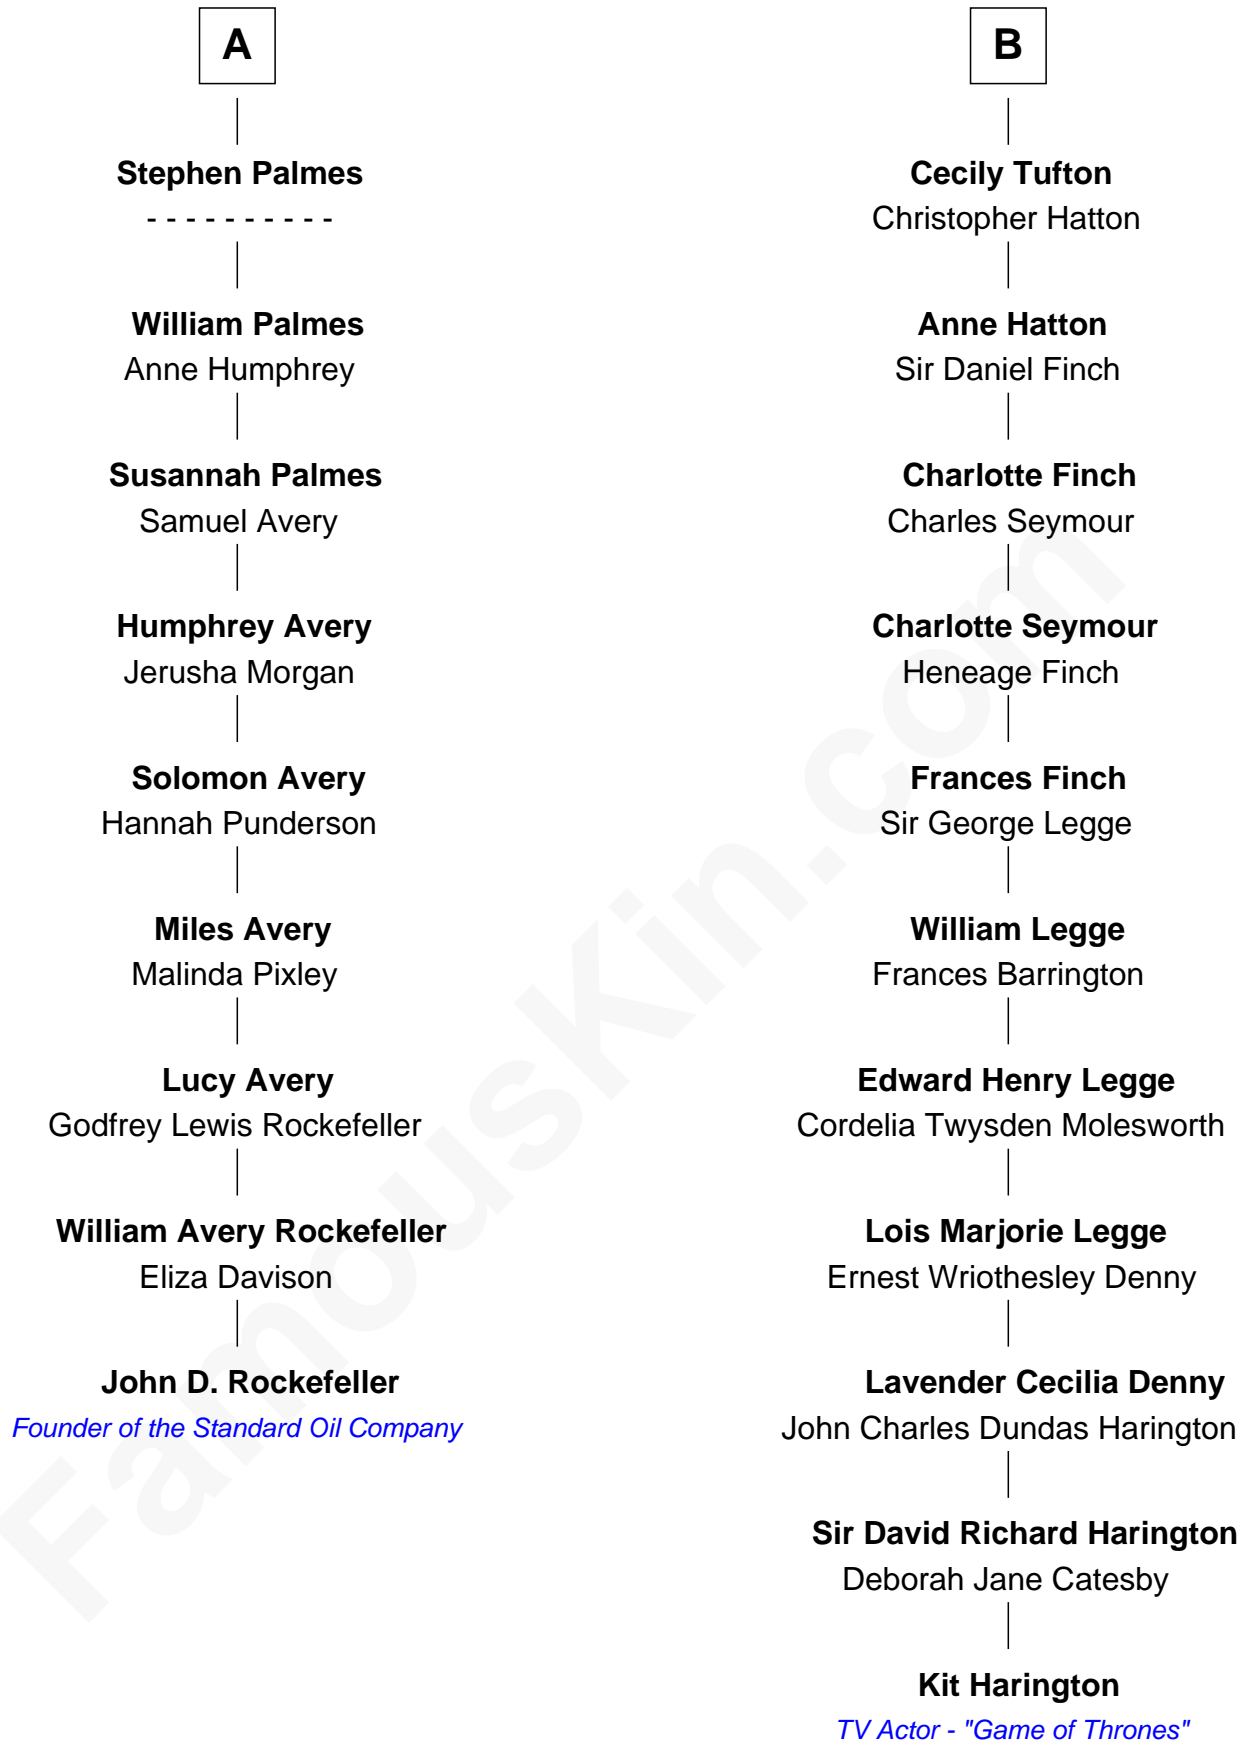 A
Stephen Palmes
- - - - - - - - - -
William Palmes
Anne Humphrey
Susannah Palmes
Samuel Avery
Humphrey Avery
Jerusha Morgan
Solomon Avery
Hannah Punderson
Miles Avery
Malinda Pixley
Lucy Avery
Godfrey Lewis Rockefeller
William Avery Rockefeller
Eliza Davison
John D. Rockefeller
Founder of the Standard Oil Company
B
Cecily Tufton
Christopher Hatton
Anne Hatton
Sir Daniel Finch
Charlotte Finch
Charles Seymour
Charlotte Seymour
Heneage Finch
Frances Finch
Sir George Legge
William Legge
Frances Barrington
Edward Henry Legge
Cordelia Twysden Molesworth
Lois Marjorie Legge
Ernest Wriothesley Denny
Lavender Cecilia Denny
John Charles Dundas Harington
Sir David Richard Harington
Deborah Jane Catesby
Kit Harington
TV Actor - "Game of Thrones"
FamousKin.com